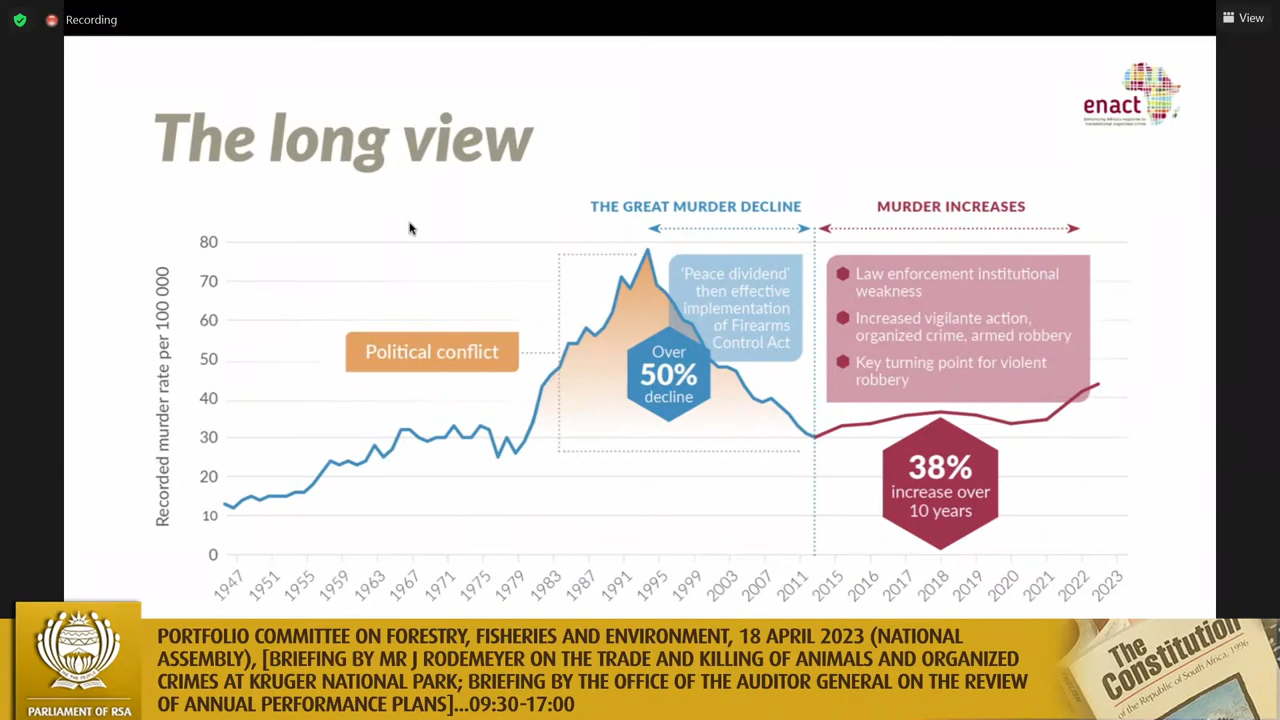 Recording
View
enact
The long view
THE GREAT MURDER DECLINE
MURDER INCREASES
Recorded murder rate per 100 000
80
70
60
50
40
30
20
10
0
Political conflict
'Peace dividend'
then effective
implementation
of Firearms
Control Act
Over
50%
decline
Law enforcement institutional
weakness
Increased vigilante action,
organized crime, armed robbery
Key turning point for violent
robbery
38%
increase over
10 years
1947 1951 1955 1959 1963 1967 1971 1975 1979 1983 1987 1991 1995 1999 2003 2007 2011 2015 2016 2017 2018 2019 2020 2021 2022 2023
PARLIAMENT OF RSA
PORTFOLIO COMMITTEE ON FORESTRY, FISHERIES AND ENVIRONMENT, 18 APRIL 2023 (NATIONAL
ASSEMBLY), [BRIEFING BY MR J RODEMEYER ON THE TRADE AND KILLING OF ANIMALS AND ORGANIZED
CRIMES AT KRUGER NATIONAL PARK; BRIEFING BY THE OFFICE OF THE AUDITOR GENERAL ON THE REVIEW
OF ANNUAL PERFORMANCE PLANS]...09:30-17:00
The
Constitution
of the Republic of South Africa, 1996